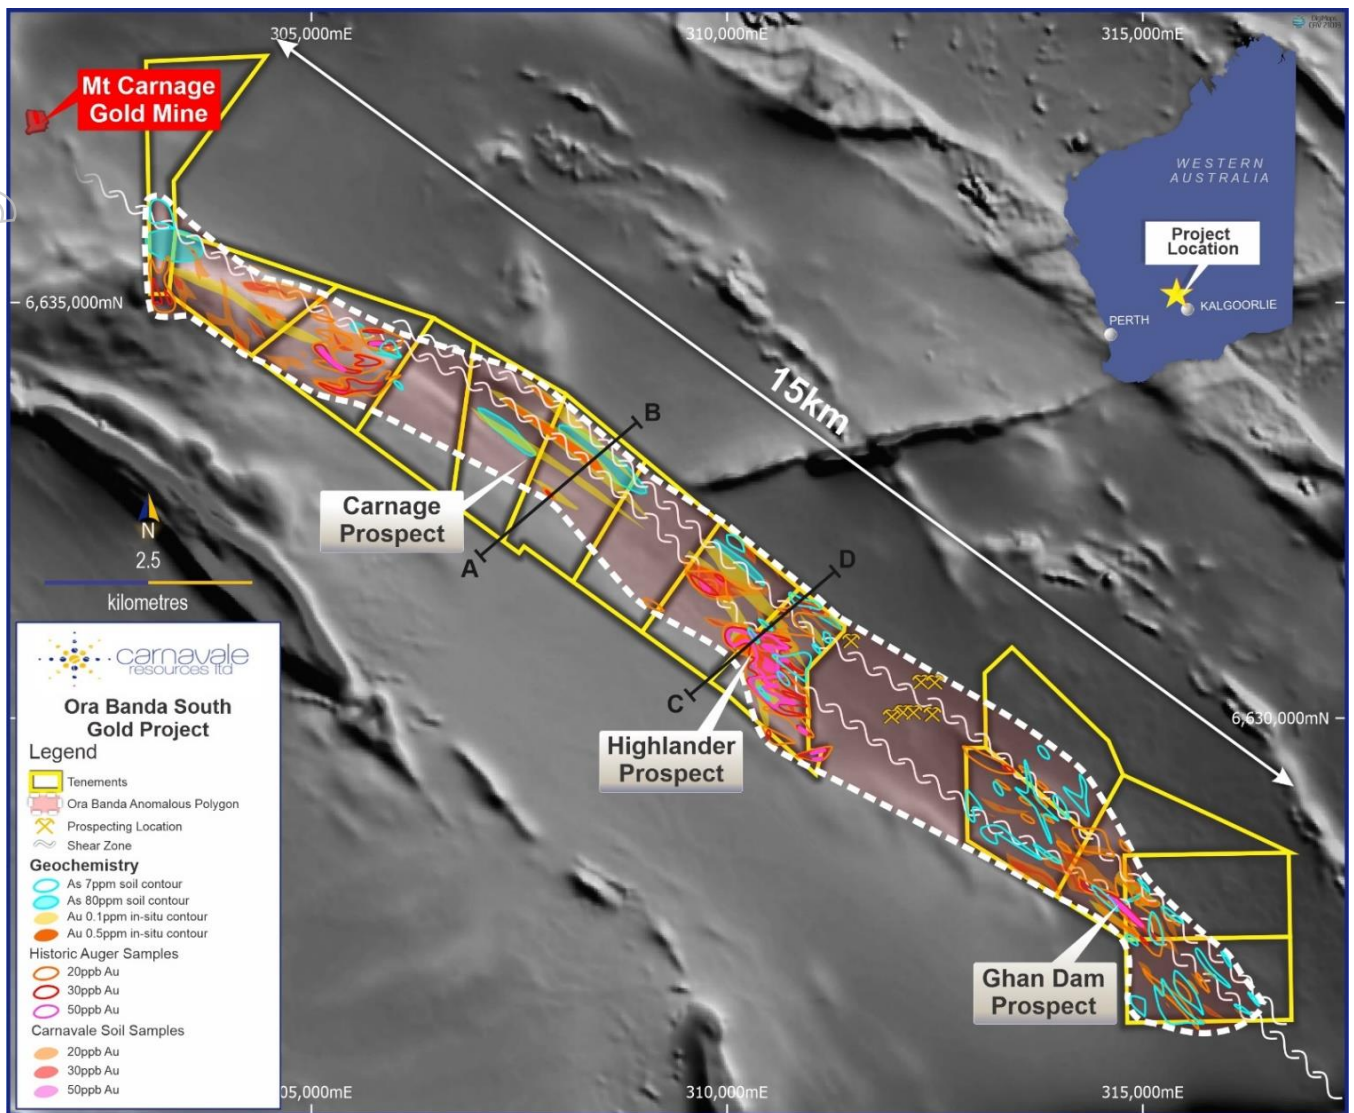 305,000mE
310,000mE
315,000mE
Mt Carnage
Gold Mine
WESTERN
AUSTRALIA
Project
Location
KALGOORLIE
PERTH
6,635,000mN
15km
B
Carnage
Prospect
A
N
2.5
kilometres
D
C
Highlander
Prospect
6,630,000mN
Ghan Dam
Prospect
carnavale
resources ltd
Ora Banda South
Gold Project
Legend
Tenements
Ora Banda Anomalous Polygon
Prospecting Location
Shear Zone
Geochemistry
As 7ppm soil contour
As 80ppm soil contour
Au 0.1ppm in-situ contour
Au 0.5ppm in-situ contour
Historic Auger Samples
20ppb Au
30ppb Au
50ppb Au
Carnavale Soil Samples
20ppb Au
30ppb Au
50ppb Au
05,000mE
310,000mE
315,000mE